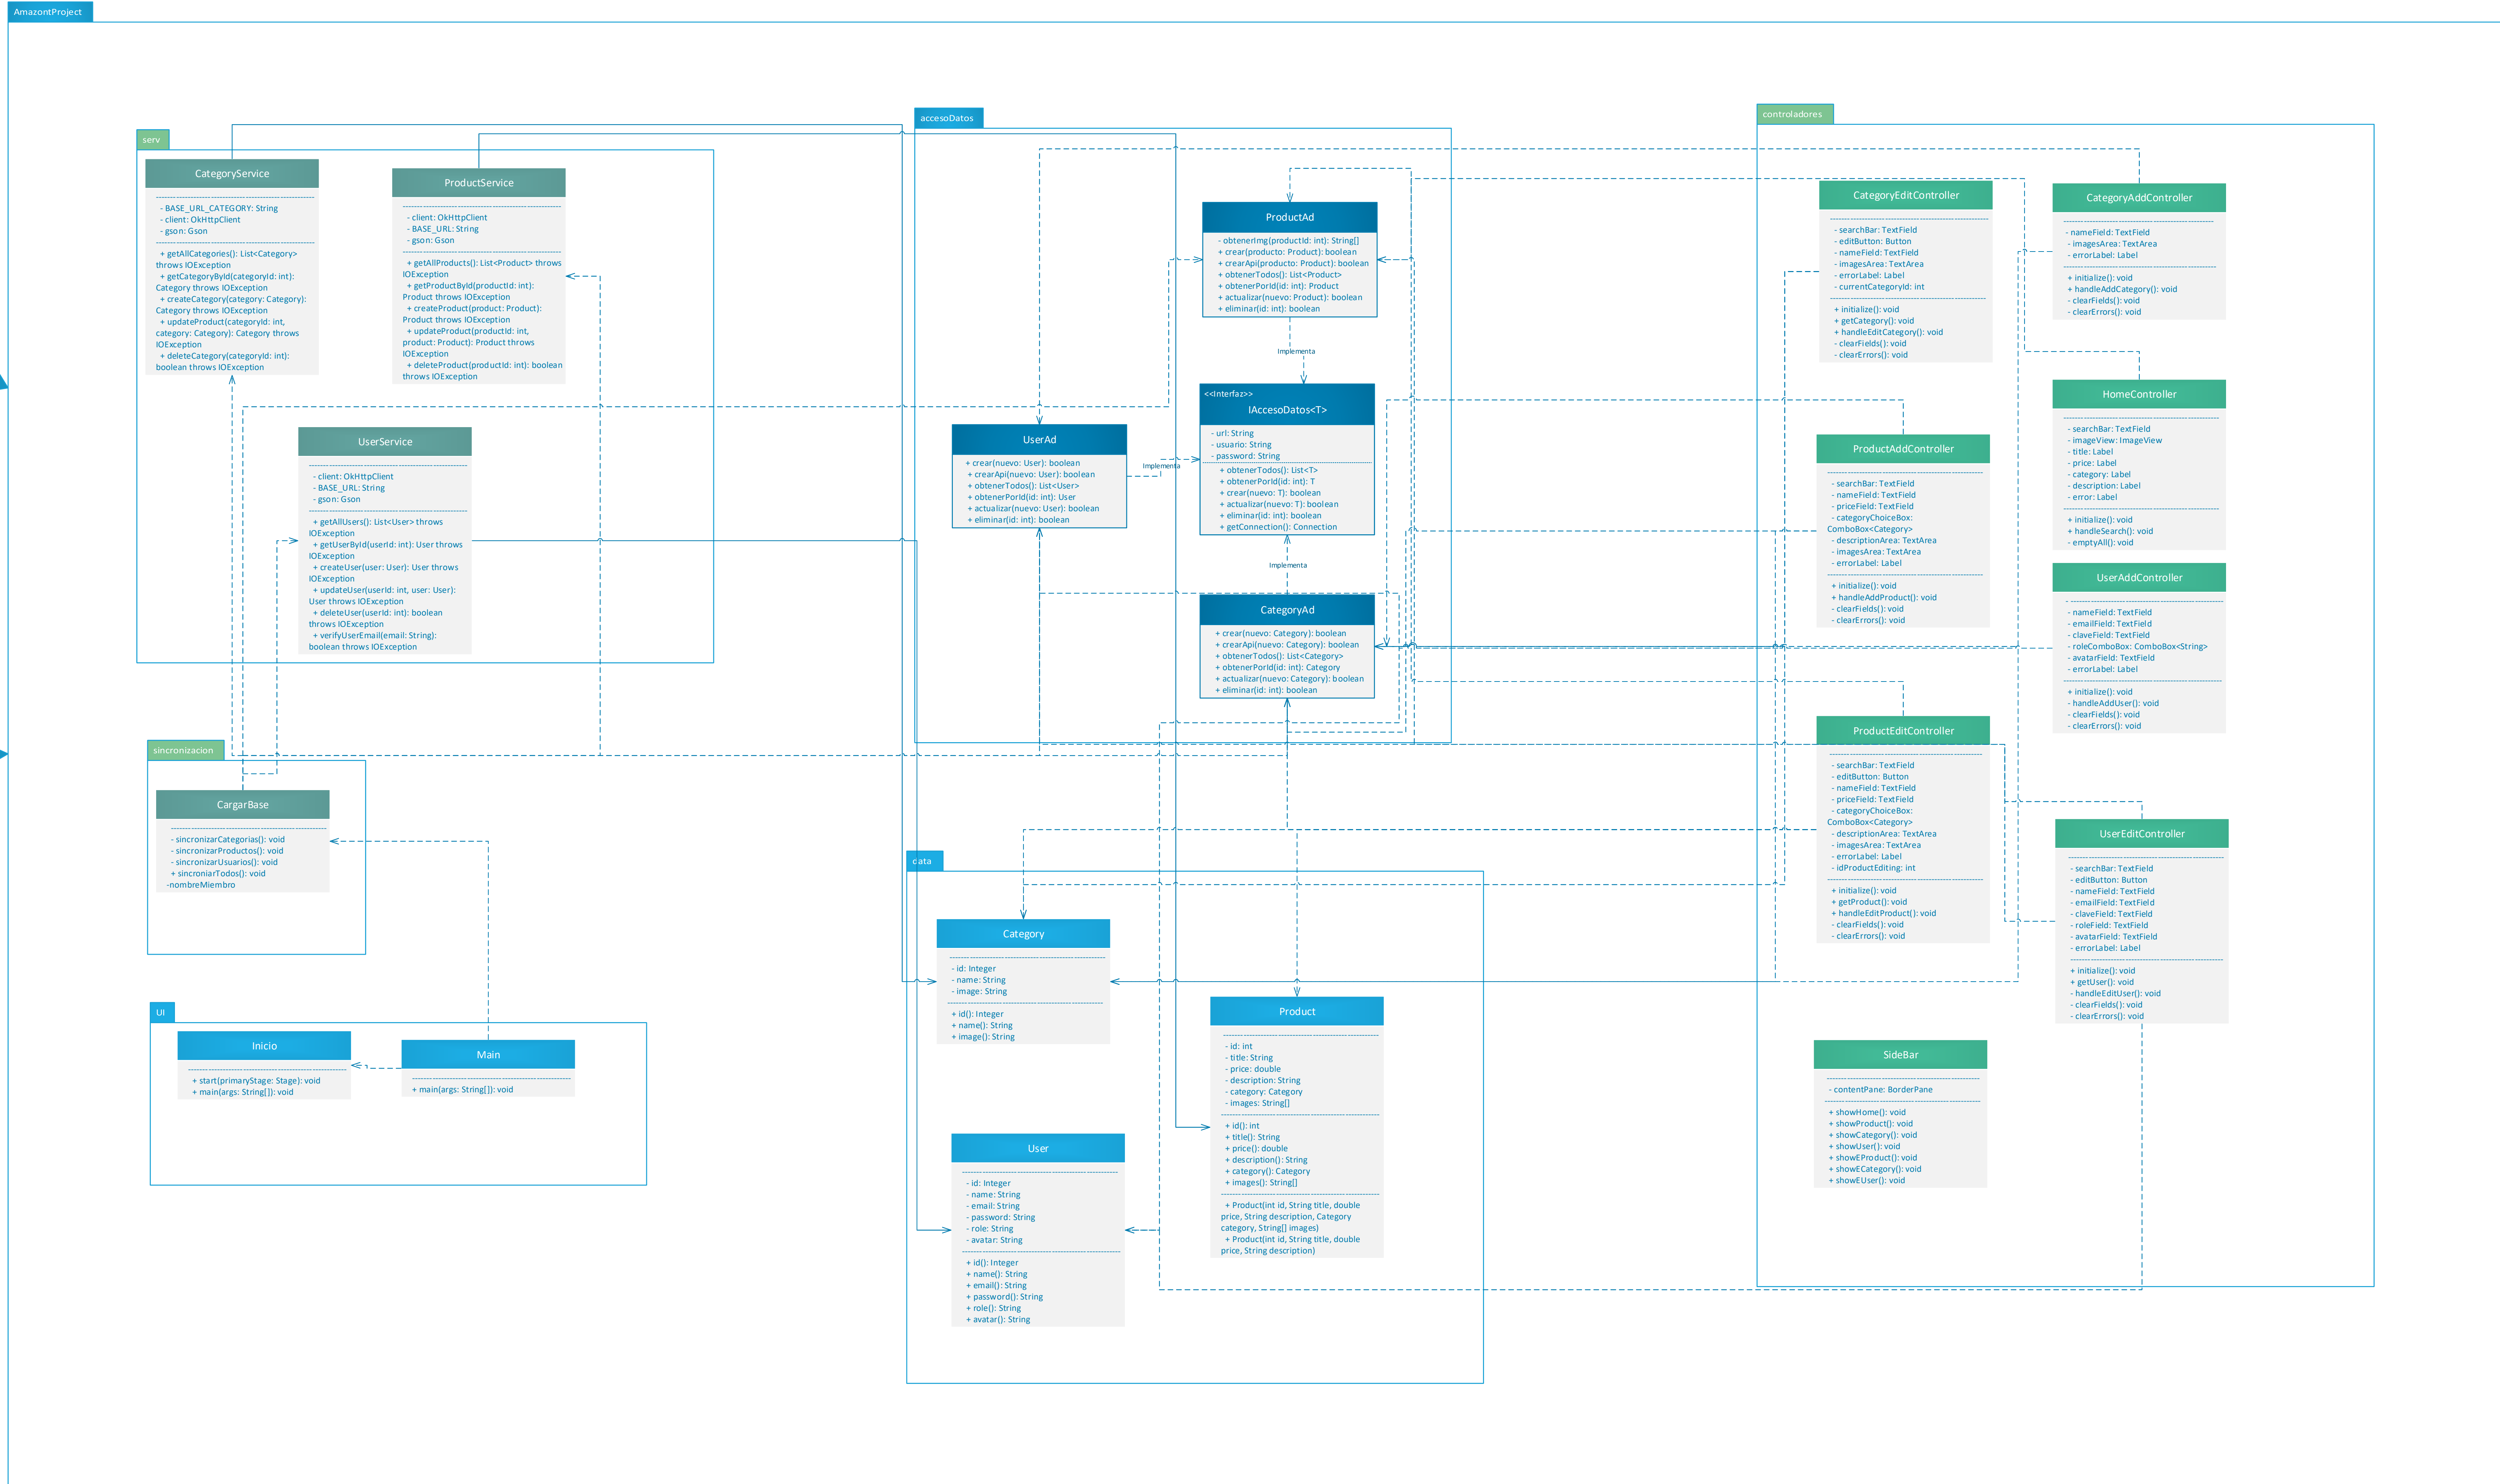 AmazontProject
serv
CategoryService
- BASE_URL_CATEGORY: String
- client: OkHttpClient
- gson: Gson
+ getAllCategories(): List<Category>
throws IOException
+ getCategoryById(categoryId: int):
Category throws IOException
+ createCategory(category: Category):
Category throws IOException
+ updateProduct(categoryId: int,
category: Category): Category throws
IOException
+ deleteCategory(categoryId: int):
boolean throws IOException
ProductService
- client: OkHttpClient
- BASE_URL: String
- gson: Gson
+ getAllProducts(): List<Product> throws
IOException
+ getProductById(productId: int):
Product throws IOException
+ createProduct(product: Product):
Product throws IOException
+ updateProduct(productId: int,
product: Product): Product throws
IOException
+ deleteProduct(productId: int): boolean
throws IOException
UserService
- client: OkHttpClient
- BASE_URL: String
- gson: Gson
+ getAllUsers(): List<User> throws
IOException
+ getUserById(userId: int): User throws
IOException
+ createUser(user: User): User throws
IOException
+ updateUser(userId: int, user: User):
User throws IOException
+ deleteUser(userId: int): boolean
throws IOException
+ verifyUserEmail(email: String):
boolean throws IOException
sincronizacion
CargarBase
- sincronizarCategorias(): void
- sincronizarProductos(): void
- sincronizarUsuarios(): void
+ sincroniarTodos(): void
-nombreMiembro
UI
Inicio
+ start(primaryStage: Stage): void
+ main(args: String[]): void
Main
+ main(args: String[]): void
accesoDatos
ProductAd
- obtenerImg(productId: int): String[]
+ crear(producto: Product): boolean
+ crearApi(producto: Product): boolean
+ obtenerTodos(): List<Product>
+ obtenerPorId(id: int): Product
+ actualizar(nuevo: Product): boolean
+ eliminar(id: int): boolean
Implementa
<<Interfaz>>
IAccesoDatos<T>
- url: String
- usuario: String
- password: String
+ obtenerTodos(): List<T>
+ obtenerPorId(id: int): T
+ crear(nuevo: T): boolean
+ actualizar(nuevo: T): boolean
+ eliminar(id: int): boolean
+ getConnection(): Connection
UserAd
+ crear(nuevo: User): boolean
+ crearApi(nuevo: User): boolean
+ obtenerTodos(): List<User>
+ obtenerPorId(id: int): User
+ actualizar(nuevo: User): boolean
+ eliminar(id: int): boolean
Implementa
Implementa
CategoryAd
+ crear(nuevo: Category): boolean
+ crearApi(nuevo: Category): boolean
+ obtenerTodos(): List<Category>
+ obtenerPorId(id: int): Category
+ actualizar(nuevo: Category): boolean
+ eliminar(id: int): boolean
data
Category
- id: Integer
- name: String
- image: String
+ id(): Integer
+ name(): String
+ image(): String
Product
- id: int
- title: String
- price: double
- description: String
- category: Category
- images: String[]
+ id(): int
+ title(): String
+ price(): double
+ description(): String
+ category(): Category
+ images(): String[]
+ Product(int id, String title, double
price, String description, Category
category, String[] images)
+ Product(int id, String title, double
price, String description)
User
- id: Integer
- name: String
- email: String
- password: String
- role: String
- avatar: String
+ id(): Integer
+ name(): String
+ email(): String
+ password(): String
+ role(): String
+ avatar(): String
controladores
CategoryEditController
- searchBar: TextField
- editButton: Button
- nameField: TextField
- imagesArea: TextArea
- errorLabel: Label
- currentCategoryId: int
+ initialize(): void
+ getCategory(): void
+ handleEditCategory(): void
- clearFields(): void
- clearErrors(): void
CategoryAddController
- nameField: TextField
- imagesArea: TextArea
- errorLabel: Label
+ initialize(): void
+ handleAddCategory(): void
- clearFields(): void
- clearErrors(): void
HomeController
- searchBar: TextField
- imageView: ImageView
- title: Label
- price: Label
- category: Label
- description: Label
- error: Label
+ initialize(): void
+ handleSearch(): void
- emptyAll(): void
ProductAddController
- searchBar: TextField
- nameField: TextField
- priceField: TextField
- categoryChoiceBox:
ComboBox<Category>
- descriptionArea: TextArea
- imagesArea: TextArea
- errorLabel: Label
+ initialize(): void
+ handleAddProduct(): void
- clearFields(): void
- clearErrors(): void
UserAddController
- nameField: TextField
- emailField: TextField
- claveField: TextField
- roleComboBox: ComboBox<String>
- avatarField: TextField
- errorLabel: Label
+ initialize(): void
- handleAddUser(): void
- clearFields(): void
- clearErrors(): void
ProductEditController
- searchBar: TextField
- editButton: Button
- nameField: TextField
- priceField: TextField
- categoryChoiceBox:
ComboBox<Category>
- descriptionArea: TextArea
- imagesArea: TextArea
- errorLabel: Label
- idProductEditing: int
+ initialize(): void
+ getProduct(): void
+ handleEditProduct(): void
- clearFields(): void
- clearErrors(): void
UserEditController
- searchBar: TextField
- editButton: Button
- nameField: TextField
- emailField: TextField
- claveField: TextField
- roleField: TextField
- avatarField: TextField
- errorLabel: Label
+ initialize(): void
+ getUser(): void
- handleEditUser(): void
- clearFields(): void
- clearErrors(): void
SideBar
- contentPane: BorderPane
+ showHome(): void
+ showProduct(): void
+ showCategory(): void
+ showUser(): void
+ showEProduct(): void
+ showECategory(): void
+ showEUser(): void